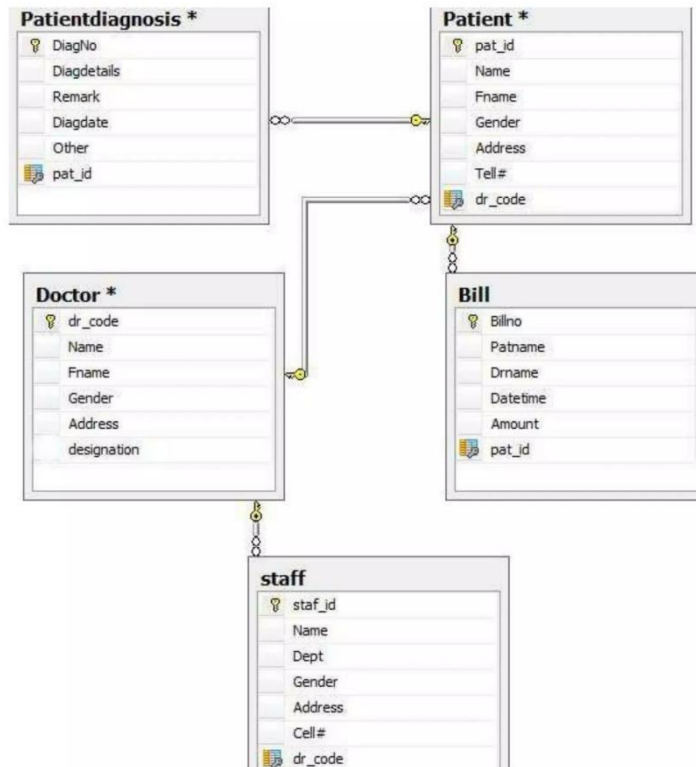 Patientdiagnosis *
DiagNo
Diagdetails
Remark
Diagdate
Other
pat_id
Patient *
pat_id
Name
Fname
Gender
Address
Tell#
dr_code
Doctor *
dr_code
Name
Fname
Gender
Address
designation
Bill
Billno
Patname
Drname
Datetime
Amount
pat_id
staff
staf_id
Name
Dept
Gender
Address
Cell#
dr_code